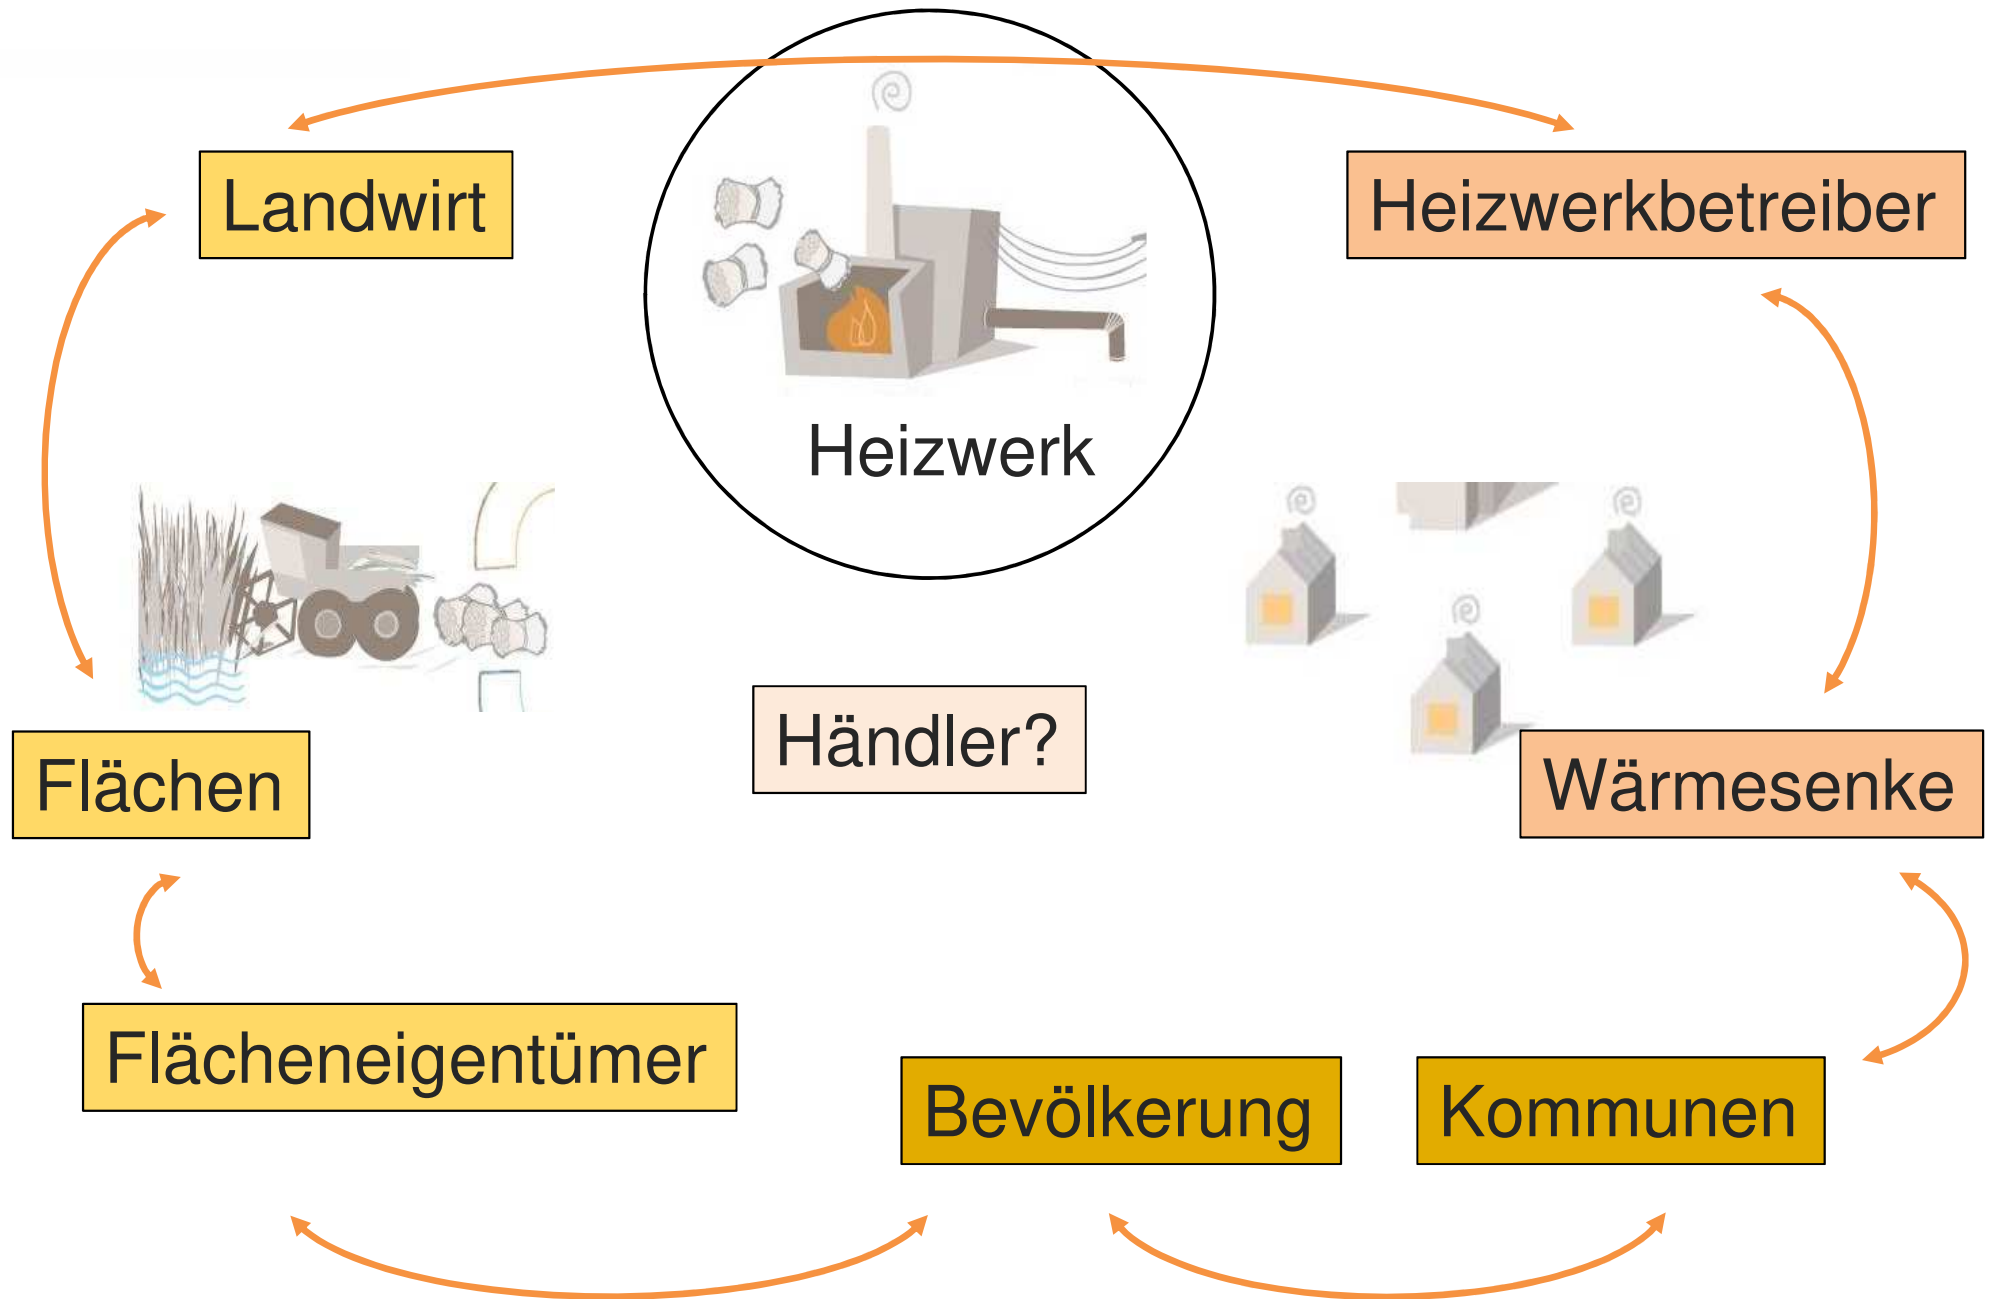 Landwirt
Heizwerkbetreiber
Heizwerk
Händler?
Flächen
Wärmesenke
Flächeneigentümer
Bevölkerung
Kommunen